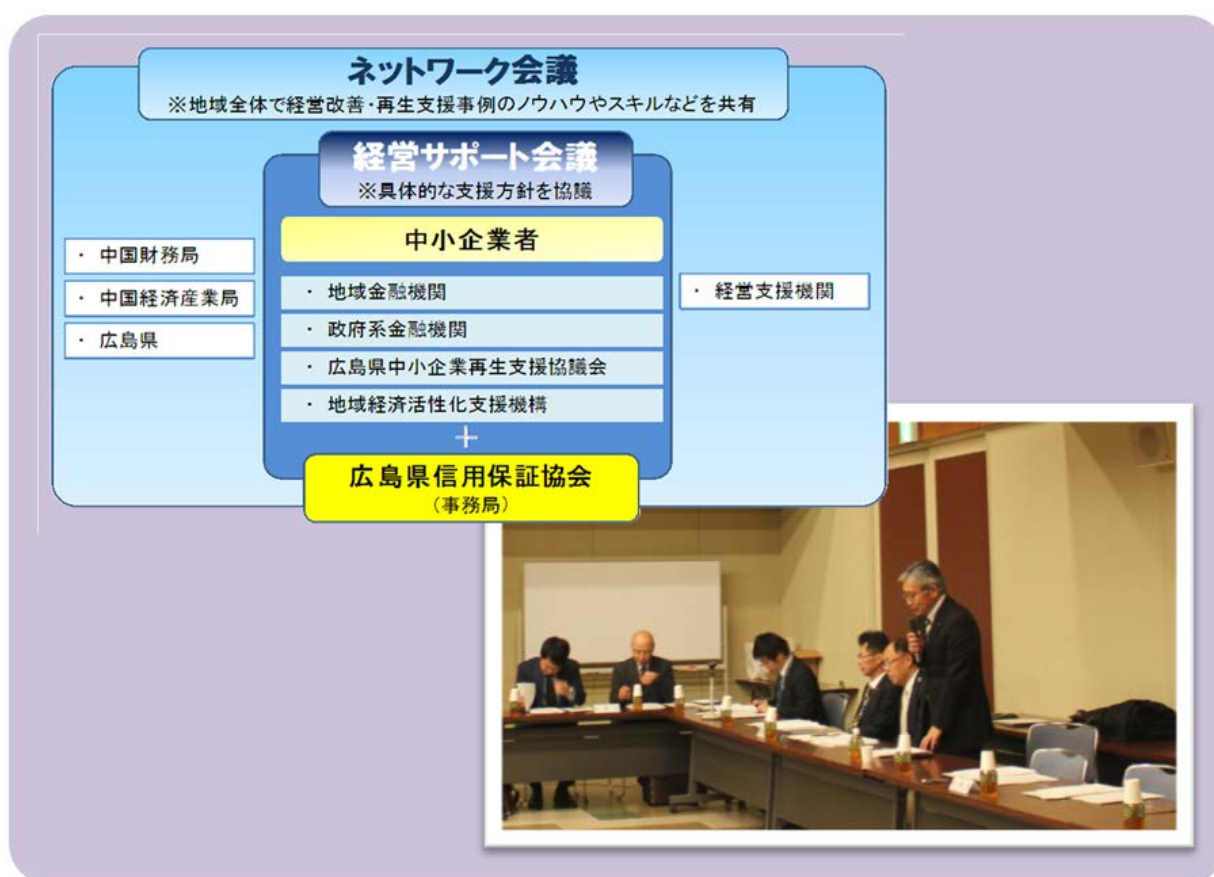 ネットワーク会議
※地域全体で経営改善・再生支援事例のノウハウやスキルなどを共有
経営サポート会議
※具体的な支援方針を協議
中小企業者
・ 中国財務局
・ 中国経済産業局
・ 広島県
・ 地域金融機関
・ 政府系金融機関
・ 広島県中小企業再生支援協議会
・ 地域経済活性化支援機構
・ 経営支援機関
＋
広島県信用保証協会
（事務局）